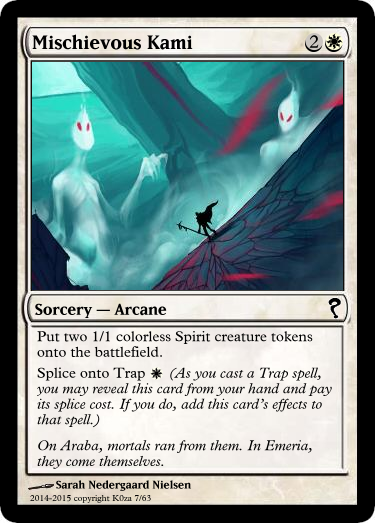 Mischievous Kami 2
Sorcery — Arcane
Put two 1/1 colorless Spirit creature tokens
onto the battlefield.
Splice onto Trap (As you cast a Trap spell,
you may reveal this card from your hand and pay
its splice cost. If you do, add this card's effects to
that spell.)
On Araba, mortals ran from them. In Emeria,
they come themselves.
Sarah Nedergaard Nielsen
2014-2015 copyright K0za 7/63